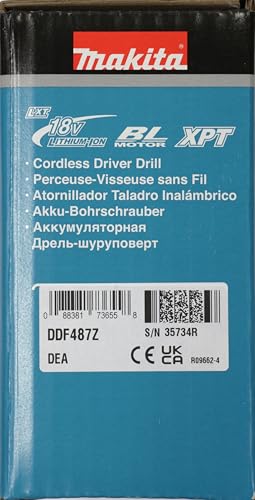 makita
LXT
18V
LITHIUM-ION
BL
MOTOR
XPT
• Cordless Driver Drill
• Perceuse-Visseuse sans Fil
• Atornillador Taladro Inalámbrico
• Akku-Bohrschrauber
• Аккумуляторная
Дрель-шуруповерт
0 88381 73655 8
DDF487Z
S/N 35734R
DEA
CE UK CA
R09662-4